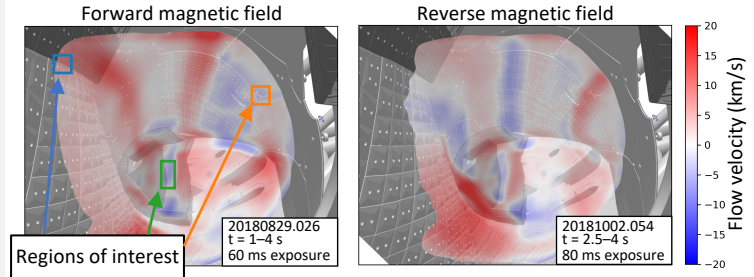 Forward magnetic field
Reverse magnetic field
20180829.026
t = 1–4 s
60 ms exposure
Regions of interest
20181002.054
t = 2.5–4 s
80 ms exposure
20
15
10
5
0
−5
−10
−15
−20
Flow velocity (km/s)